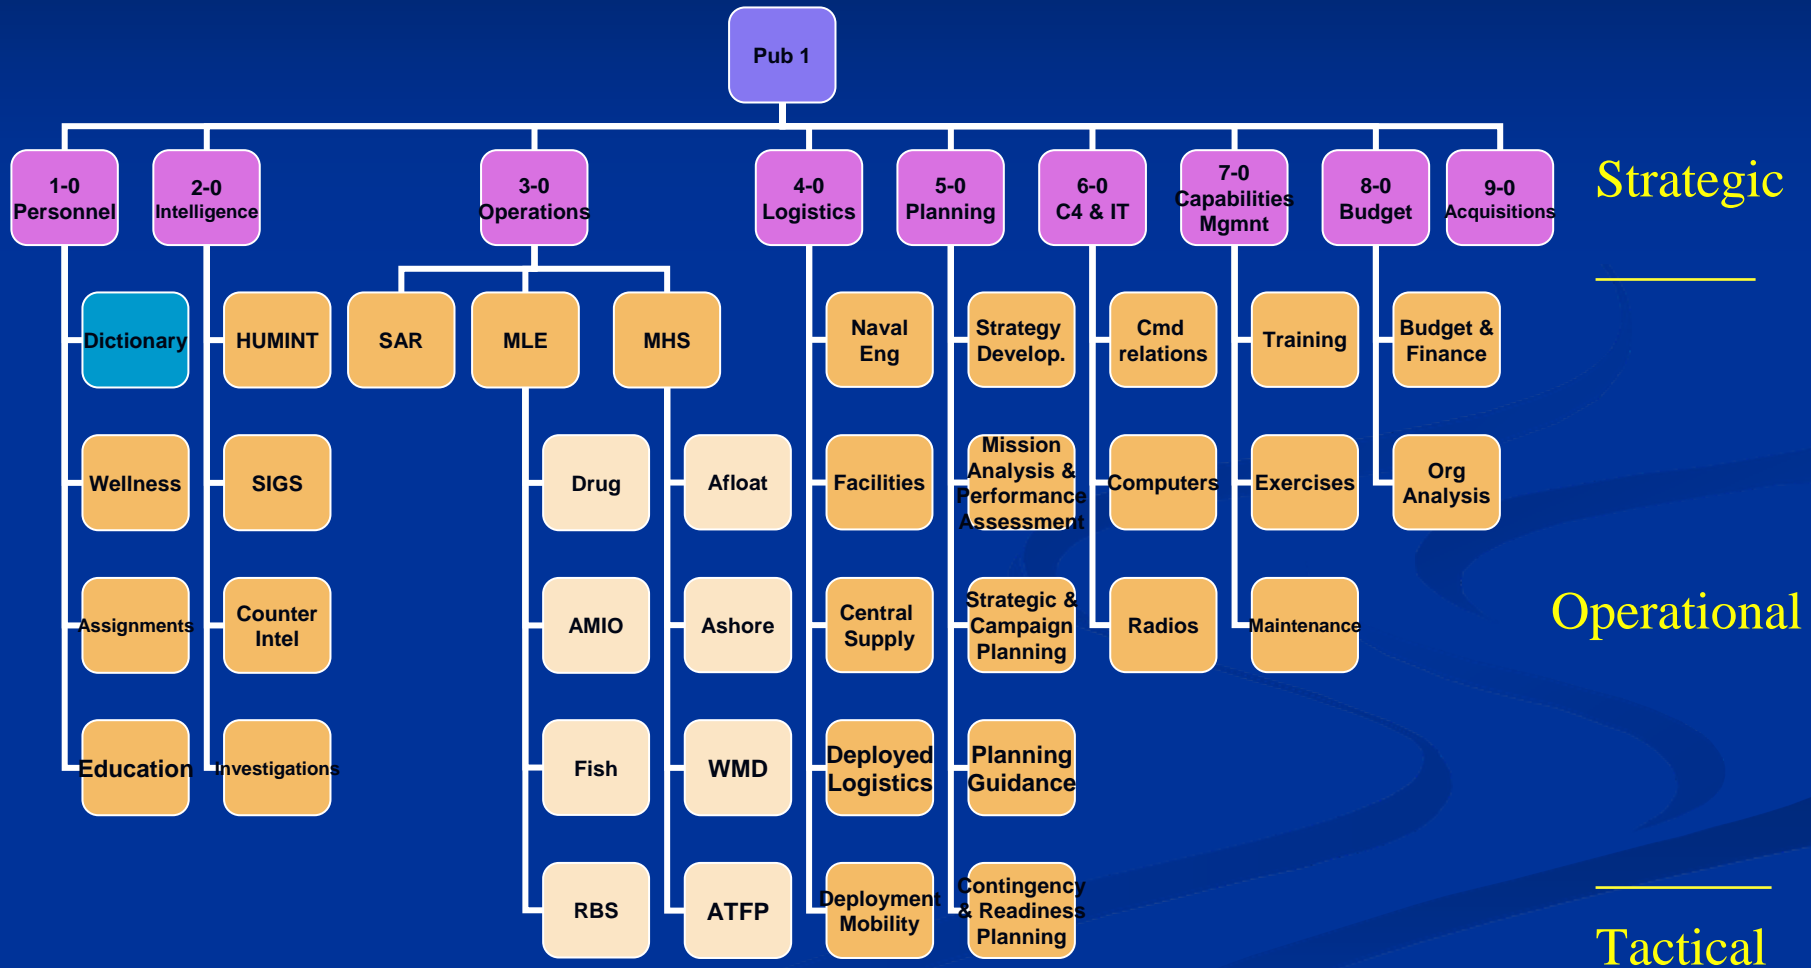 Pub 1
1-0
Personnel
2-0
Intelligence
3-0
Operations
4-0
Logistics
5-0
Planning
6-0
C4 & IT
7-0
Capabilities
Mgmnt
8-0
Budget
9-0
Acquisitions
Strategic
Dictionary
HUMINT
SAR
MLE
MHS
Naval
Eng
Strategy
Develop.
Cmd
relations
Training
Budget &
Finance
Wellness
SIGS
Drug
Afloat
Facilities
Mission
Analysis &
Performance
Assessment
Computers
Exercises
Org
Analysis
Assignments
Counter
Intel
AMIO
Ashore
Central
Supply
Strategic &
Campaign
Planning
Radios
Maintenance
Operational
Education
Investigations
Fish
WMD
Deployed
Logistics
Planning
Guidance
RBS
ATFP
Deployment
Mobility
Contingency
& Readiness
Planning
Tactical